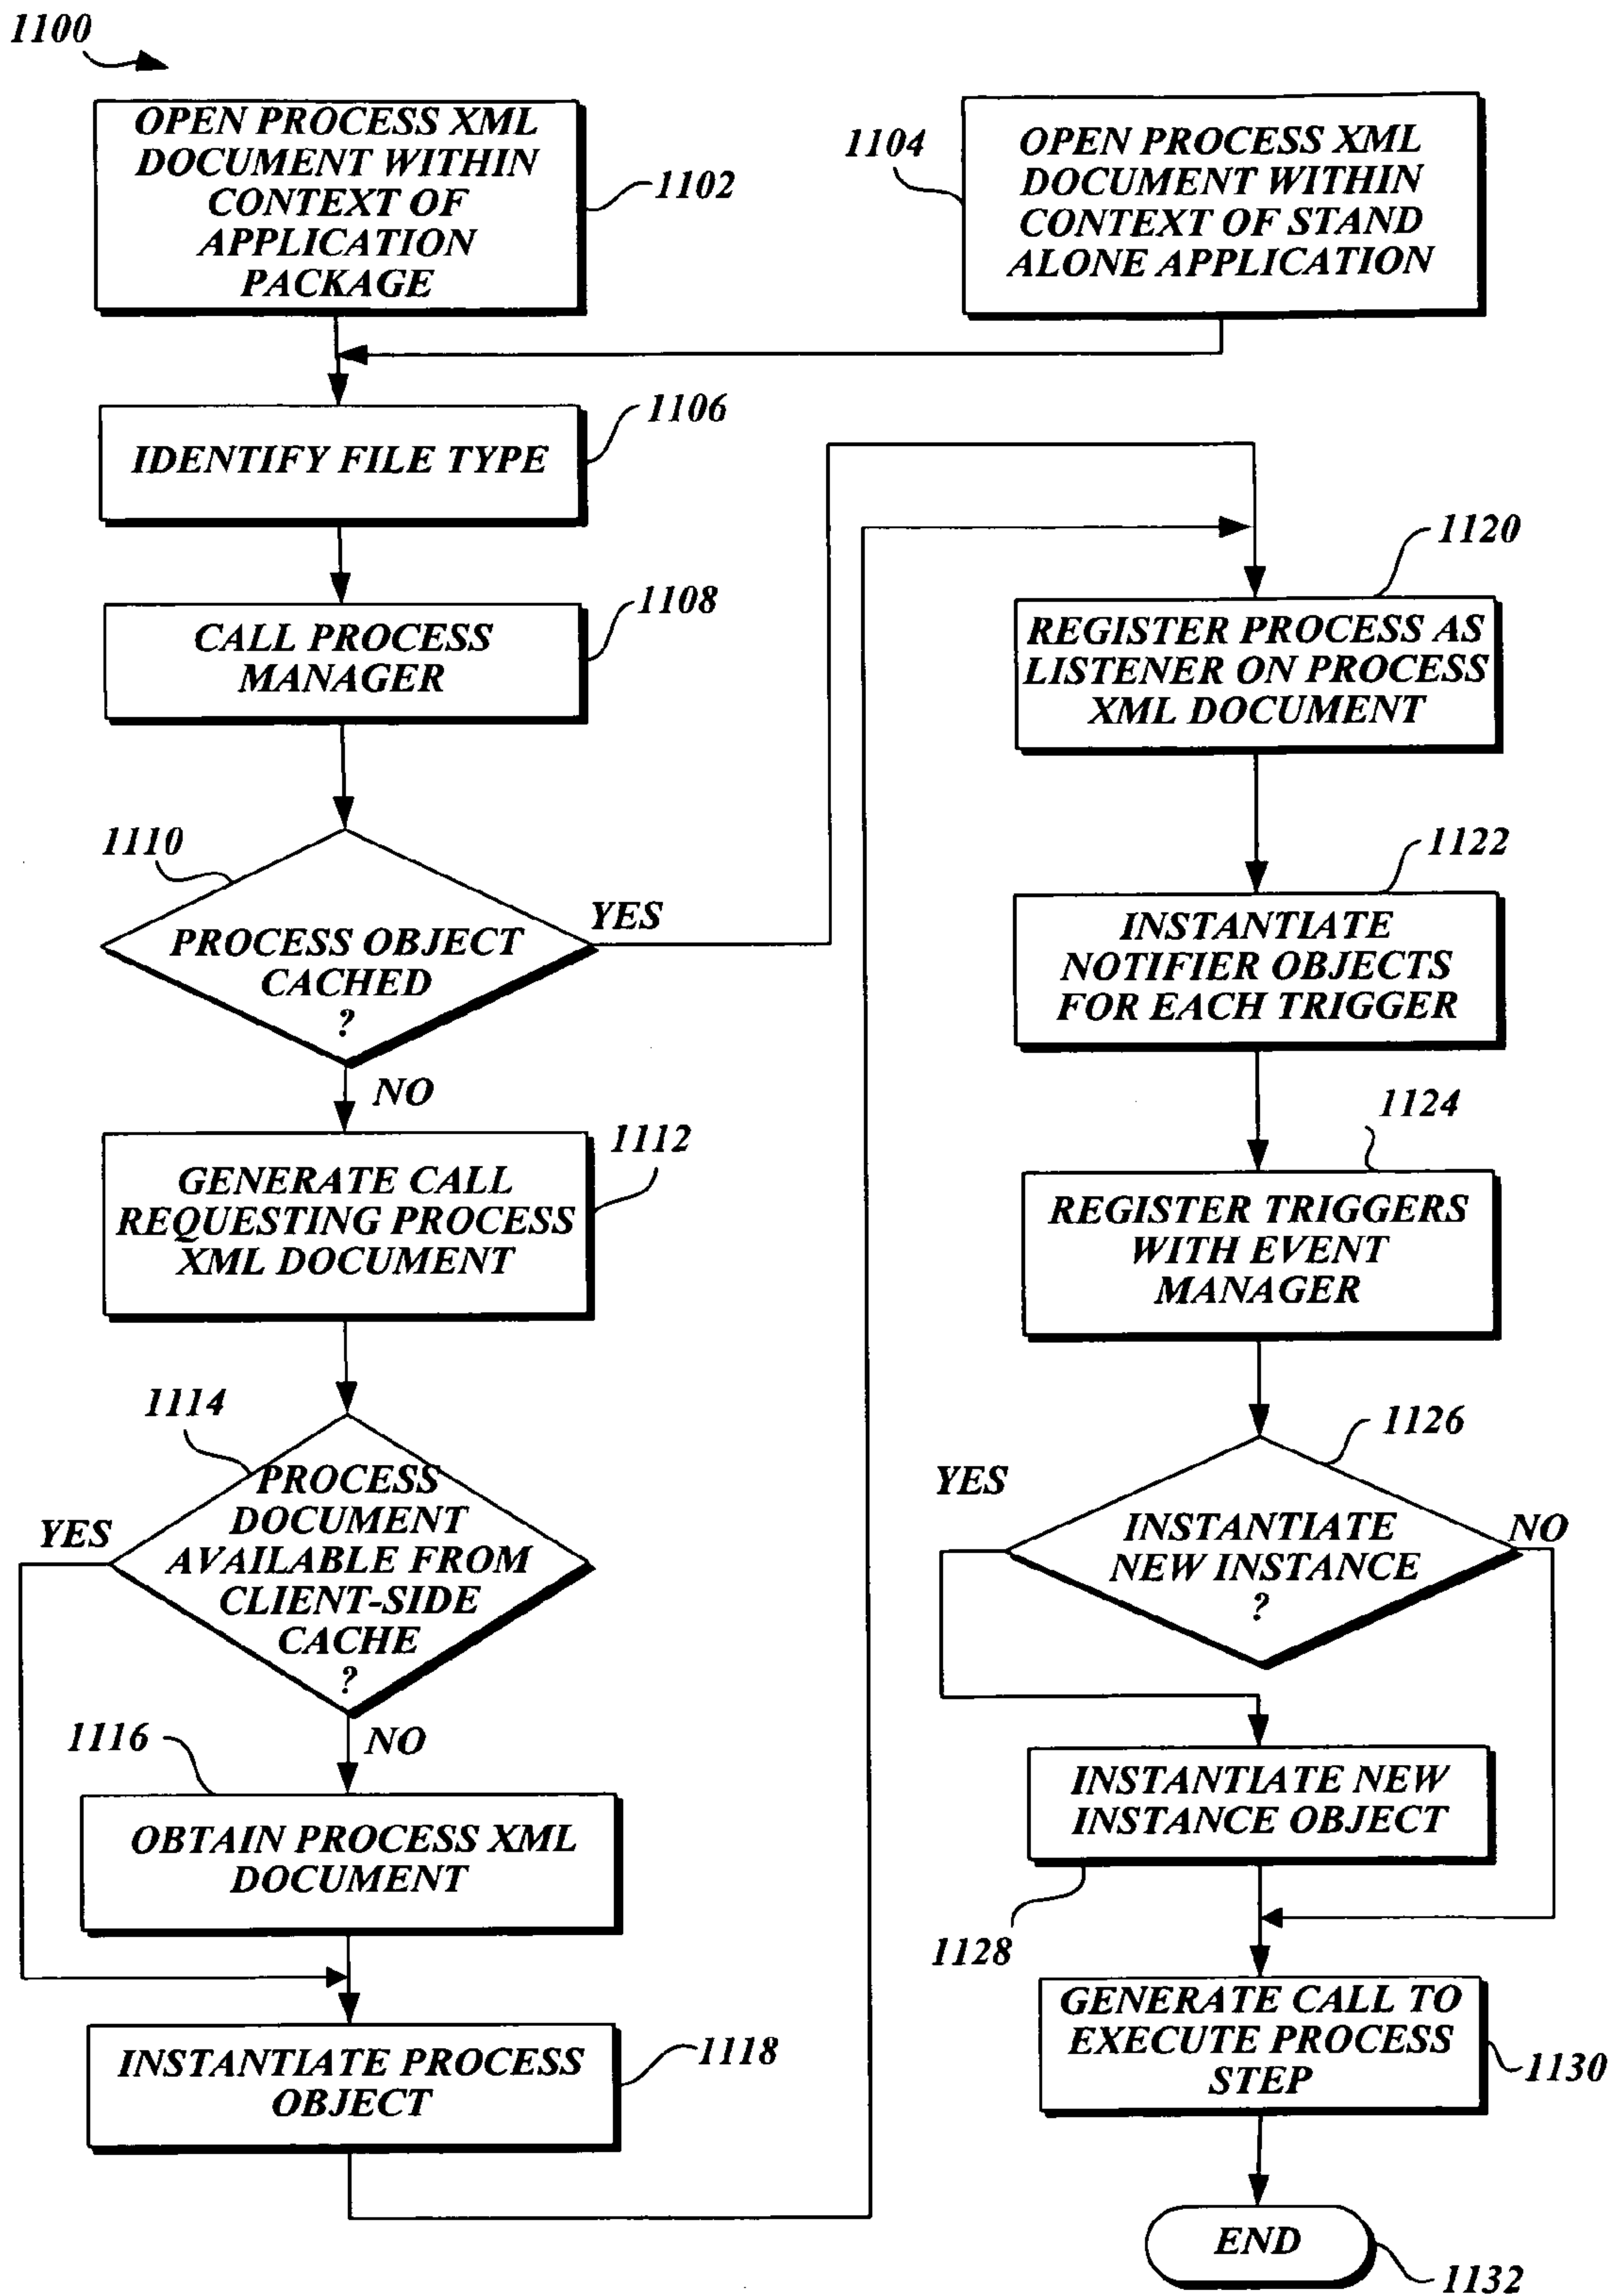 1100
OPEN PROCESS XML
DOCUMENT WITHIN
CONTEXT OF
APPLICATION
PACKAGE
1102
1104
OPEN PROCESS XML
DOCUMENT WITHIN
CONTEXT OF STAND
ALONE APPLICATION
IDENTIFY FILE TYPE
1106
CALL PROCESS
MANAGER
1108
1110
PROCESS OBJECT
CACHED
?
YES
NO
GENERATE CALL
REQUESTING PROCESS
XML DOCUMENT
1112
1114
PROCESS
DOCUMENT
AVAILABLE FROM
CLIENT-SIDE
CACHE
?
YES
NO
1116
OBTAIN PROCESS XML
DOCUMENT
INSTANTIATE PROCESS
OBJECT
1118
1120
REGISTER PROCESS AS
LISTENER ON PROCESS
XML DOCUMENT
1122
INSTANTIATE
NOTIFIER OBJECTS
FOR EACH TRIGGER
1124
REGISTER TRIGGERS
WITH EVENT
MANAGER
1126
YES
INSTANTIATE
NEW INSTANCE
?
NO
INSTANTIATE NEW
INSTANCE OBJECT
1128
GENERATE CALL TO
EXECUTE PROCESS
STEP
1130
END
1132